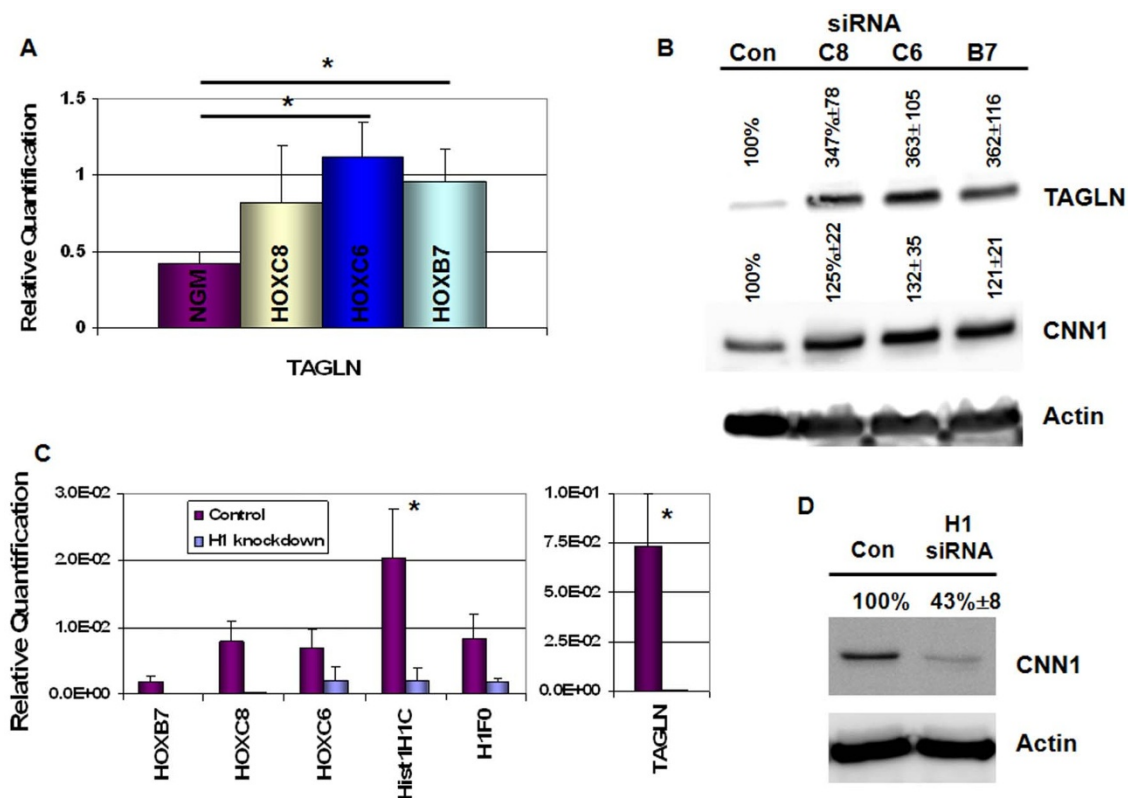 A
*
*
1.5
1
0.5
0
Relative Quantification
NGM
HOXC8
HOXC6
HOXB7
TAGLN
B
siRNA
Con C8 C6 B7
100% 347%±78 363±105 362±116
TAGLN
100% 125%±22 132±35 121±21
CNN1
Actin
C
Relative Quantification
3.0E-02
2.0E-02
1.0E-02
0.0E+00
Control
H1 knockdown
*
HOXB7
HOXC8
HOXC6
Hist1H1C
H1F0
1.0E-01
7.5E-02
5.0E-02
2.5E-02
0.0E+00
*
TAGLN
D
Con H1 siRNA
100% 43%±8
CNN1
Actin